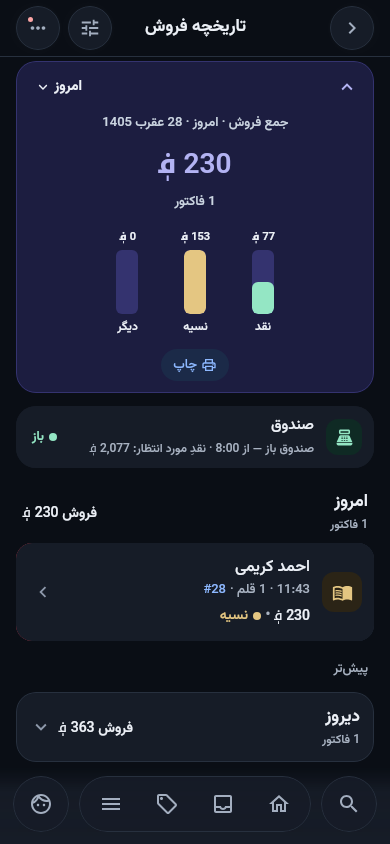 تاریخچه فروش
امروز
جمع فروش · امروز · 28 عقرب 1405
230 ؋
1 فاکتور
77 ؋
153 ؋
0 ؋
نقد
نسیه
دیگر
چاپ
صندوق
صندوق باز — از 8:00 · نقدِ مورد انتظار: 2,077 ؋
باز
امروز
1 فاکتور
فروش 230 ؋
احمد کریمی
11:43 · 1 قلم · #28
230 ؋ • نسیه
پیش‌تر
دیروز
1 فاکتور
فروش 363 ؋